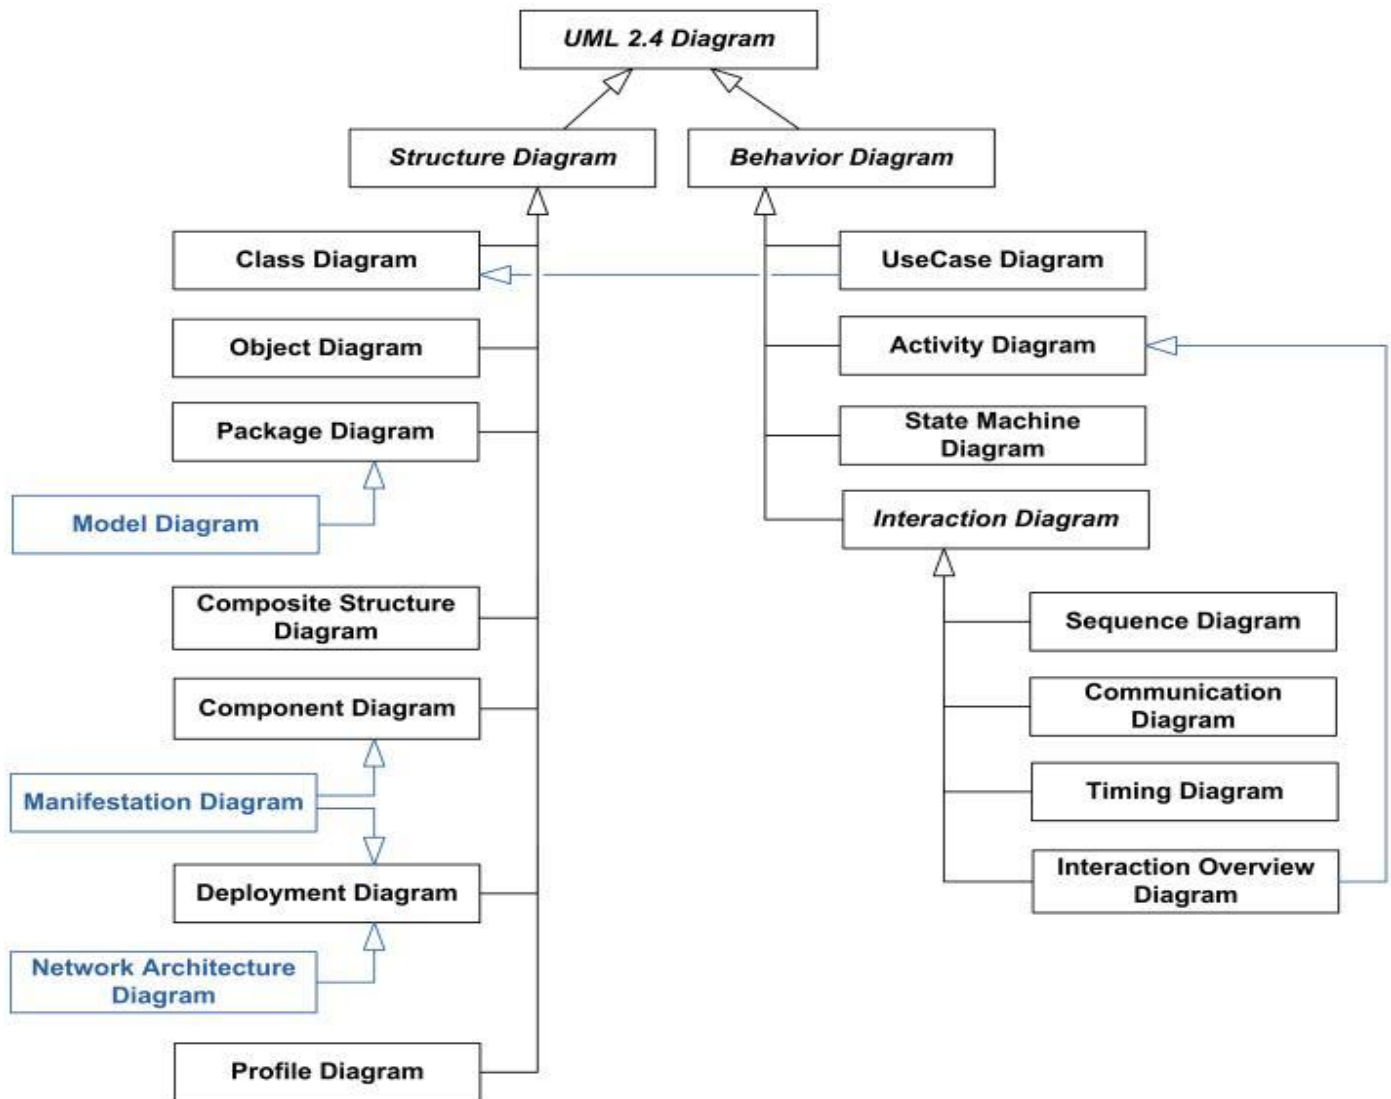 UML 2.4 Diagram
Structure Diagram
Behavior Diagram
Class Diagram
Object Diagram
Package Diagram
Model Diagram
Composite Structure
Diagram
Component Diagram
Manifestation Diagram
Deployment Diagram
Network Architecture
Diagram
Profile Diagram
UseCase Diagram
Activity Diagram
State Machine
Diagram
Interaction Diagram
Sequence Diagram
Communication
Diagram
Timing Diagram
Interaction Overview
Diagram